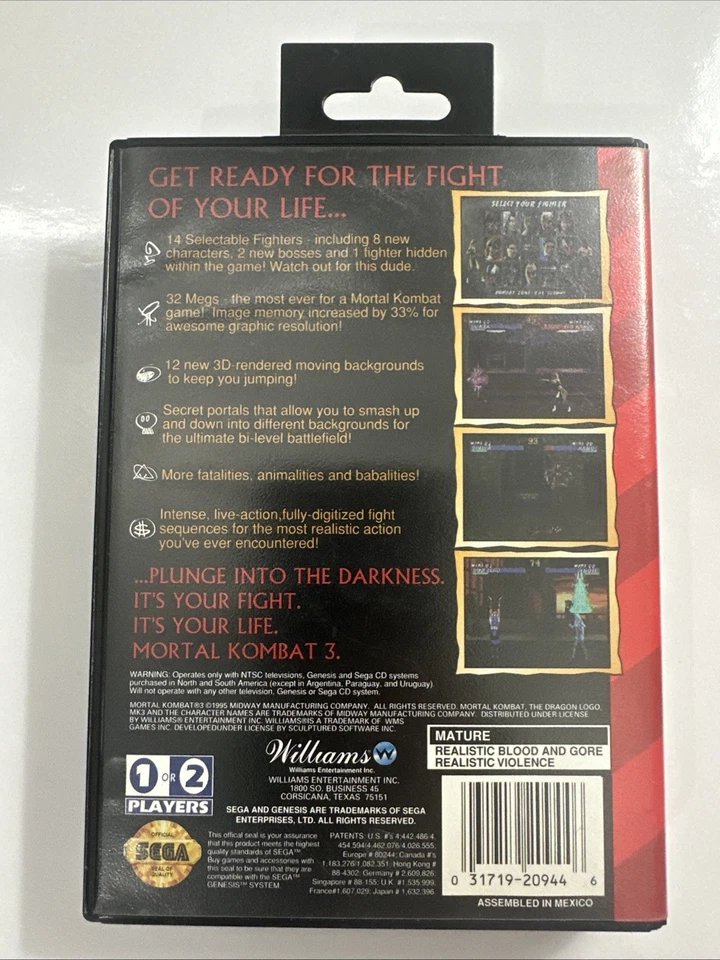 GET READY FOR THE FIGHT
OF YOUR LIFE...
14 Selectable Fighters - including 8 new
characters, 2 new bosses and 1 fighter hidden
within the game! Watch out for this dude.
32 Megs - the most ever for a Mortal Kombat
game! Image memory increased by 33% for
awesome graphic resolution!
12 new 3D-rendered moving backgrounds
to keep you jumping!
Secret portals that allow you to smash up
and down into different backgrounds for
the ultimate bi-level battlefield!
More fatalities, animalities and babalities!
Intense, live-action,fully-digitized fight
sequences for the most realistic action
you've ever encountered!
...PLUNGE INTO THE DARKNESS.
IT'S YOUR FIGHT.
IT'S YOUR LIFE.
MORTAL KOMBAT 3.
SELECT YOUR FIGHTER
93
74
WARNING: Operates only with NTSC televisions, Genesis and Sega CD systems
purchased in North and South America (except in Argentina, Paraguay, and Uruguay)
Will not operate with any other television, Genesis or Sega CD system.
MORTAL KOMBAT®3 ©1995 MIDWAY MANUFACTURING COMPANY. ALL RIGHTS RESERVED. MORTAL KOMBAT, THE DRAGON LOGO,
MK3 AND THE CHARACTER NAMES ARE TRADEMARKS OF MIDWAY MANUFACTURING COMPANY. DISTRIBUTED UNDER LICENSE
BY WILLIAMS® ENTERTAINMENT INC. WILLIAMS®IS A TRADEMARK OF WMS
GAMES INC. DEVELOPEDUNDER LICENSE BY SCULPTURED SOFTWARE INC.
Williams W
Williams Entertainment Inc.
WILLIAMS ENTERTAINMENT INC.
1800 SO. BUSINESS 45
CORSICANA, TEXAS 75151
MATURE
REALISTIC BLOOD AND GORE
REALISTIC VIOLENCE
1 OR 2
PLAYERS
SEGA AND GENESIS ARE TRADEMARKS OF SEGA
ENTERPRISES, LTD. ALL RIGHTS RESERVED.
OFFICIAL
SEGA
SEAL OF
QUALITY
This official seal is your assurance
that this product meets the highest
quality standards of SEGA™
Buy games and accessories with
this seal to be sure that they are
compatible with the SEGA™
GENESIS™ SYSTEM.
PATENTS: U.S. #'s 4,442,486-4,
454,594/4,462,076/4,026,555;
Europe # 80244; Canada #'s
1,183,276/1,082,351; Hong Kong #
88-4302; Germany # 2,609,826;
Singapore # 88-155; U.K. #1,535,999;
France#1,607,029; Japan # 1,632,396
0 31719-20944 6
ASSEMBLED IN MEXICO